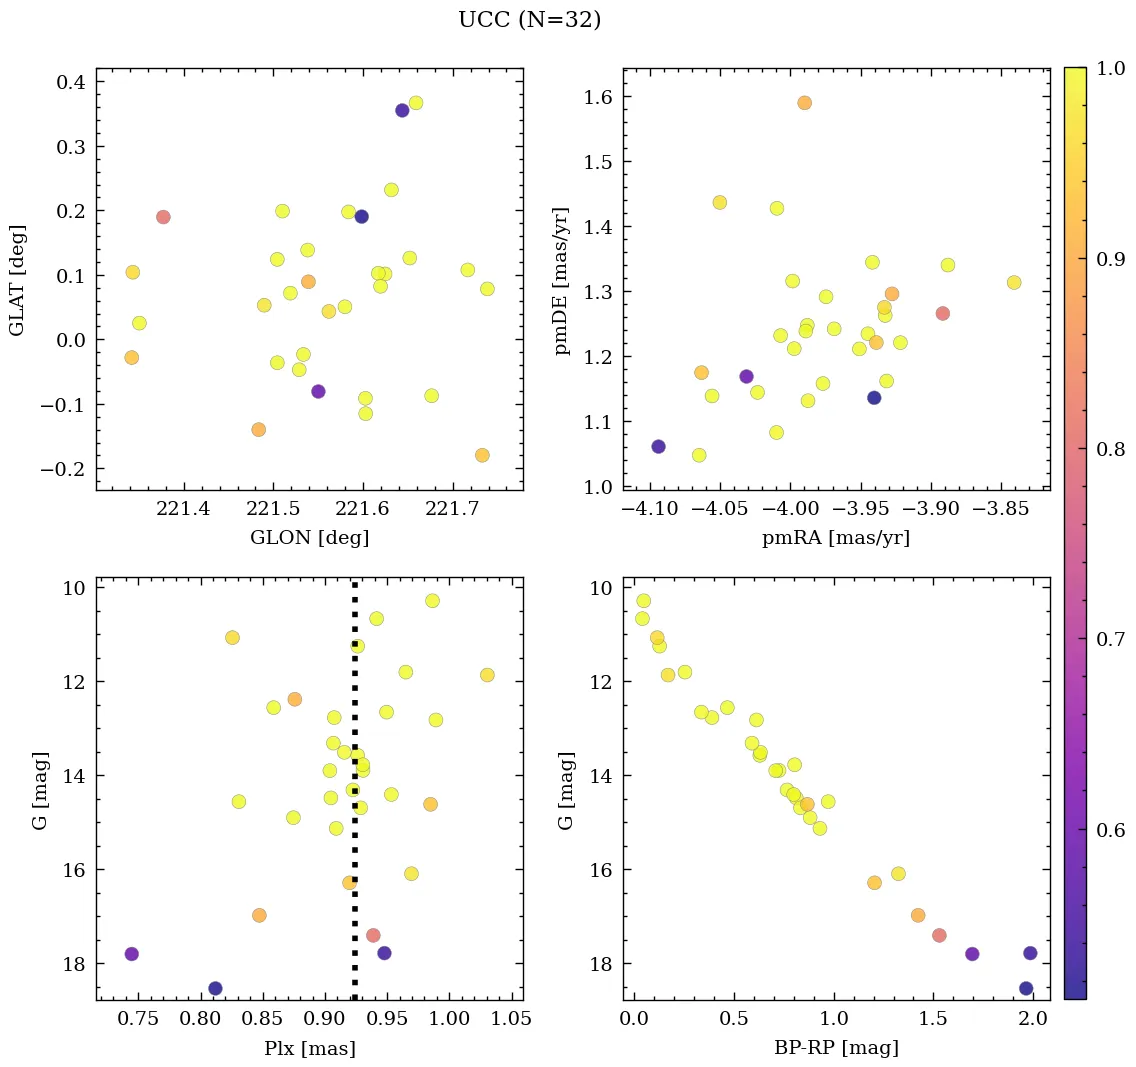 UCC (N=32)
0.4
0.3
0.2
0.1
0.0
−0.1
−0.2
GLAT [deg]
221.4 221.5 221.6 221.7
GLON [deg]
1.6
1.5
1.4
1.3
1.2
1.1
1.0
pmDE [mas/yr]
−4.10 −4.05 −4.00 −3.95 −3.90 −3.85
pmRA [mas/yr]
1.0
0.9
0.8
0.7
0.6
10
12
14
16
18
G [mag]
0.75 0.80 0.85 0.90 0.95 1.00 1.05
Plx [mas]
10
12
14
16
18
G [mag]
0.0 0.5 1.0 1.5 2.0
BP-RP [mag]